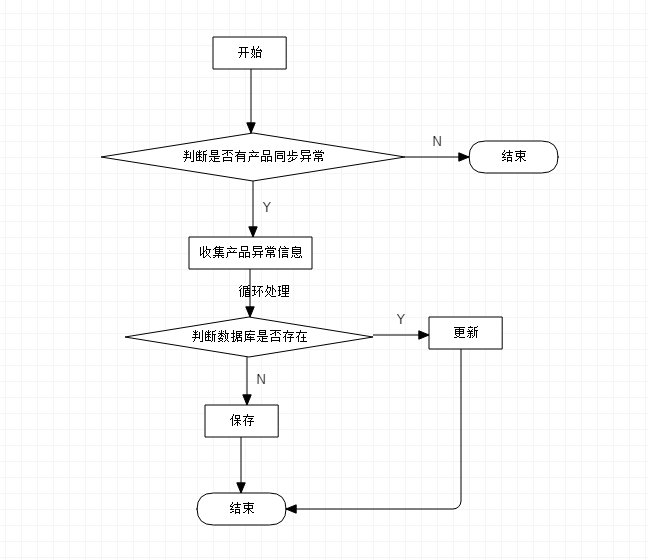 开始
判断是否有产品同步异常
N
结束
Y
收集产品异常信息
循环处理
判断数据库是否存在
Y
更新
N
保存
结束